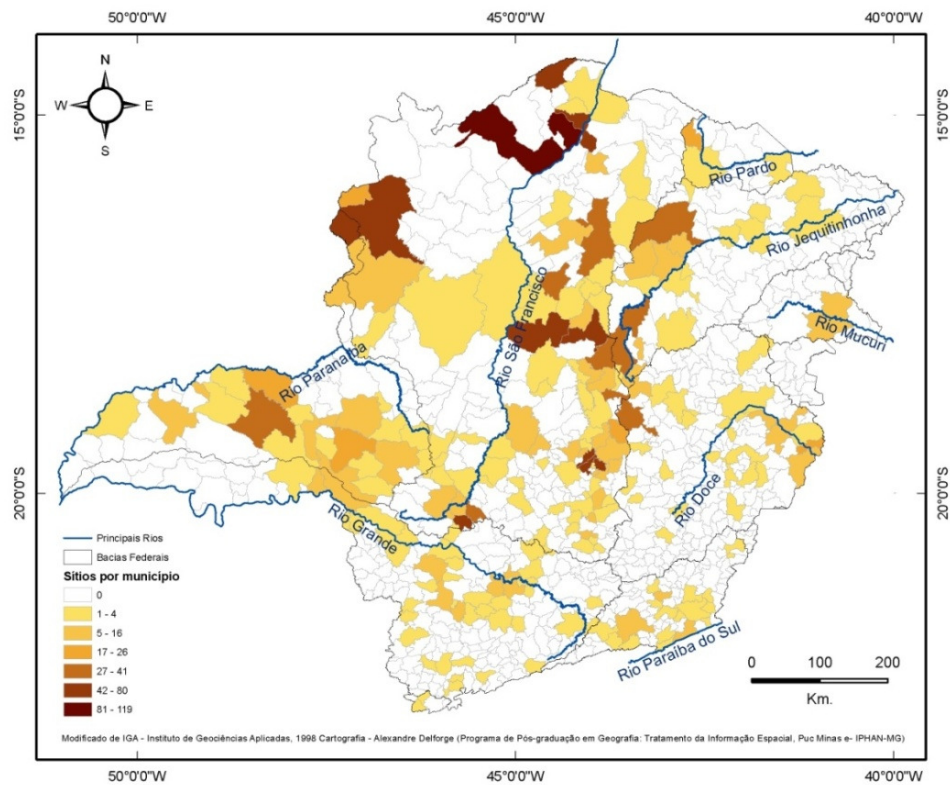 50°0'0"W 45°0'0"W 40°0'0"W
N
W E
S
15°0'0"S
15°0'0"S
Rio Pardo
Rio Jequitinhonha
Rio São Francisco
Rio Mucuri
Rio Paranaiba
20°0'0"S
20°0'0"S
Rio Doce
Rio Grande
Principais Rios
Bacias Federais
Sítios por município
0
1 - 4
5 - 16
17 - 26
27 - 41
42 - 80
81 - 119
Rio Paraiba do Sul
0 100 200
Km.
Modificado de IGA - Instituto de Geociências Aplicadas, 1998 Cartografia - Alexandre Delforge (Programa de Pós-graduação em Geografia: Tratamento da Informação Espacial, Puc Minas e- IPHAN-MG)
50°0'0"W 45°0'0"W 40°0'0"W